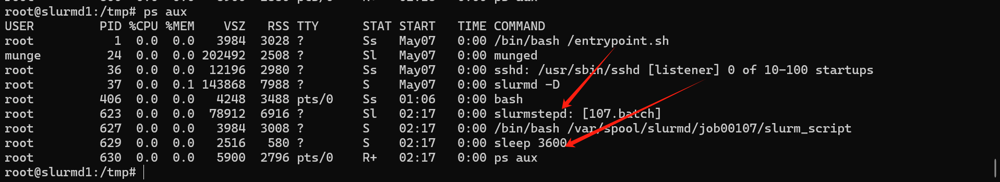 root@slurmd1:/tmp# ps aux
USER         PID %CPU %MEM    VSZ   RSS TTY      STAT START   TIME COMMAND
root           1  0.0  0.0   3984  3028 ?        Ss   May07   0:00 /bin/bash /entrypoint.sh
munge         24  0.0  0.0 202492  2508 ?        Sl   May07   0:00 munged
root          36  0.0  0.0  12196  2980 ?        Ss   May07   0:00 sshd: /usr/sbin/sshd [listener] 0 of 10-100 startups
root          37  0.0  0.1 143868  7988 ?        S    May07   0:00 slurmd -D
root         406  0.0  0.0   4248  3488 pts/0    Ss   01:06   0:00 bash
root         623  0.0  0.0  78912  6916 ?        Sl   02:17   0:00 slurmstepd: [107.batch]
root         627  0.0  0.0   3984  3008 ?        S    02:17   0:00 /bin/bash /var/spool/slurmd/job00107/slurm_script
root         629  0.0  0.0   2516   580 ?        S    02:17   0:00 sleep 3600
root         630  0.0  0.0   5900  2796 pts/0    R+   02:17   0:00 ps aux
root@slurmd1:/tmp#